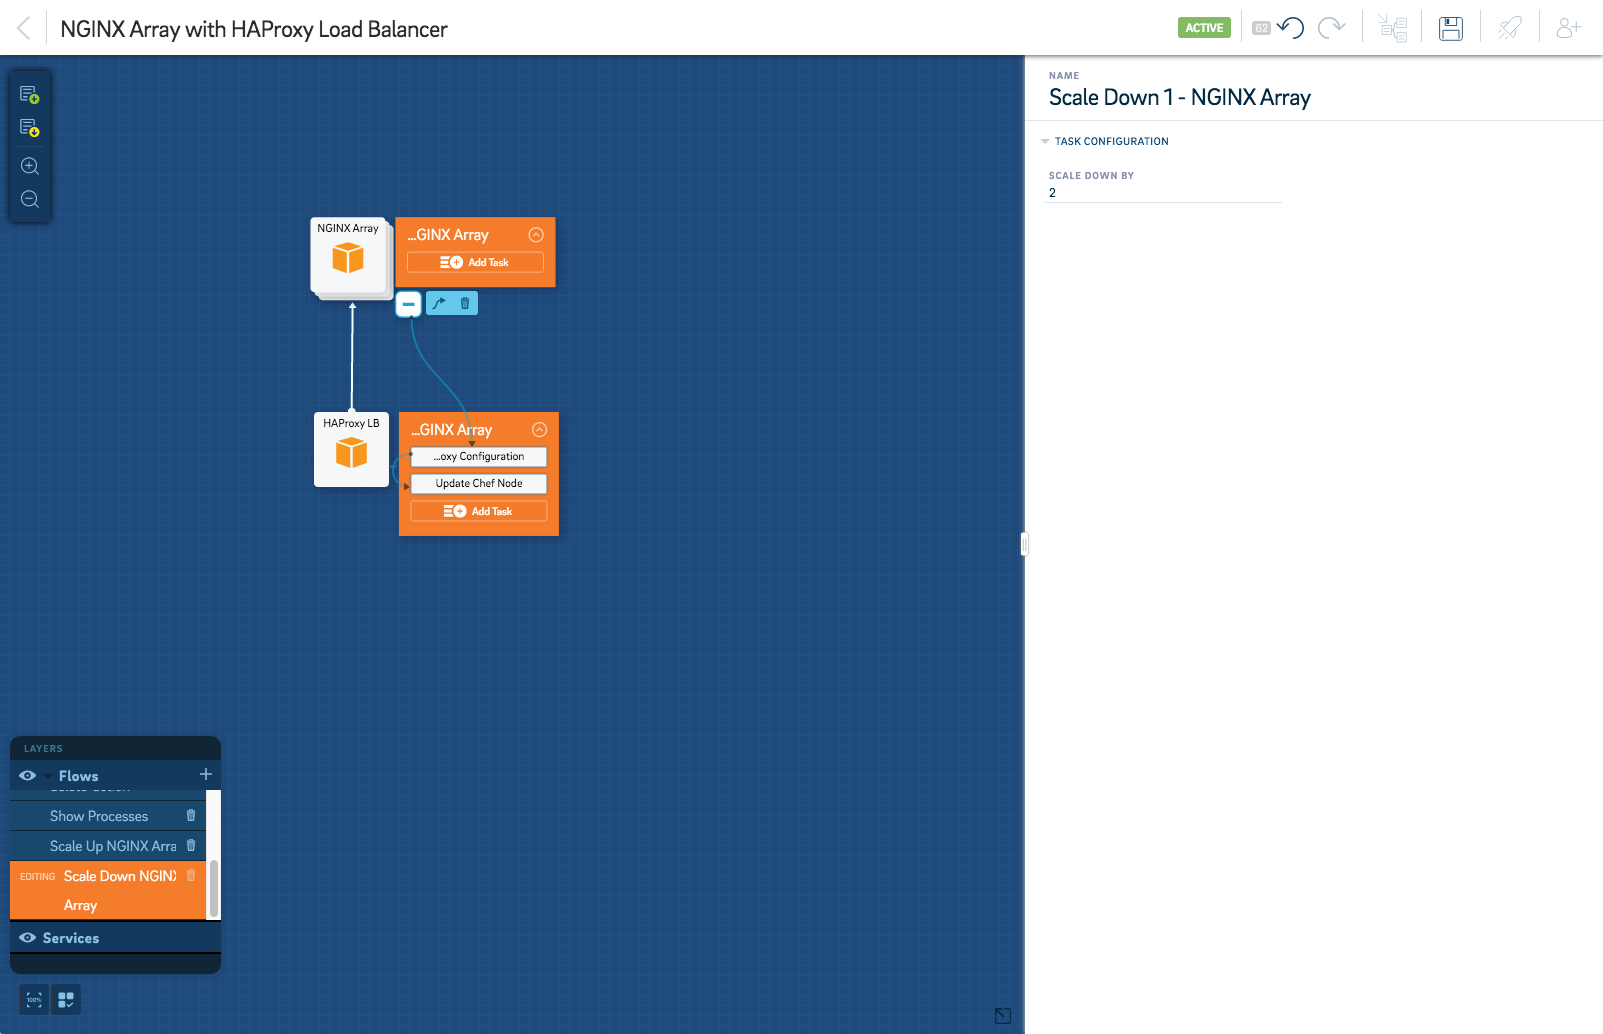 NGINX Array with HAProxy Load Balancer
ACTIVE
62
NAME
Scale Down 1 - NGINX Array
TASK CONFIGURATION
SCALE DOWN BY
2
NGINX Array
...GINX Array
Add Task
HAProxy LB
...GINX Array
...oxy Configuration
Update Chef Node
Add Task
LAYERS
Flows
Show Processes
Scale Up NGINX Arra
EDITING Scale Down NGINX
Array
Services
100%